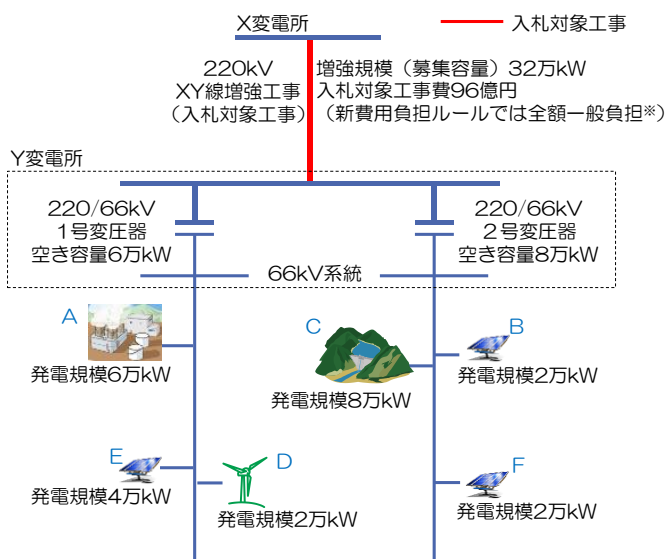 X変電所
入札対象工事
220kV
XY線増強工事
(入札対象工事)
増強規模(募集容量)32万kW
入札対象工事費96億円
(新費用負担ルールでは全額一般負担※)
Y変電所
220/66kV
1号変圧器
空き容量6万kW
220/66kV
2号変圧器
空き容量8万kW
66kV系統
A
発電規模6万kW
C
発電規模8万kW
B
発電規模2万kW
E
発電規模4万kW
D
発電規模2万kW
F
発電規模2万kW